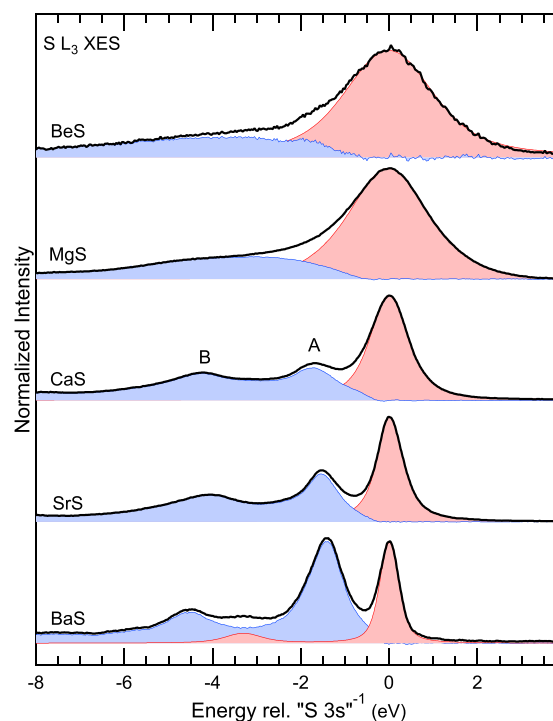 S L₃ XES
BeS
MgS
B
A
CaS
SrS
BaS
Normalized Intensity
-8
-6
-4
-2
0
2
Energy rel. "S 3s"⁻¹ (eV)